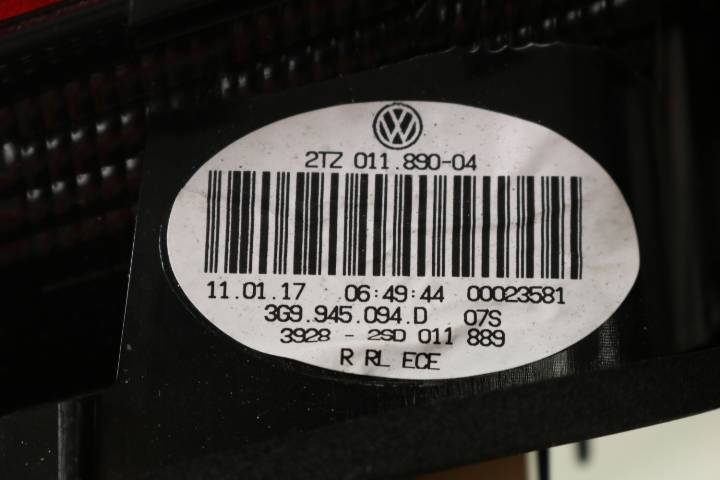 2TZ 011.890-04
11.01.17 06:49:44 00023581
3G9.945.094.D 07S
3928 - 2SD 011 889
R RL ECE